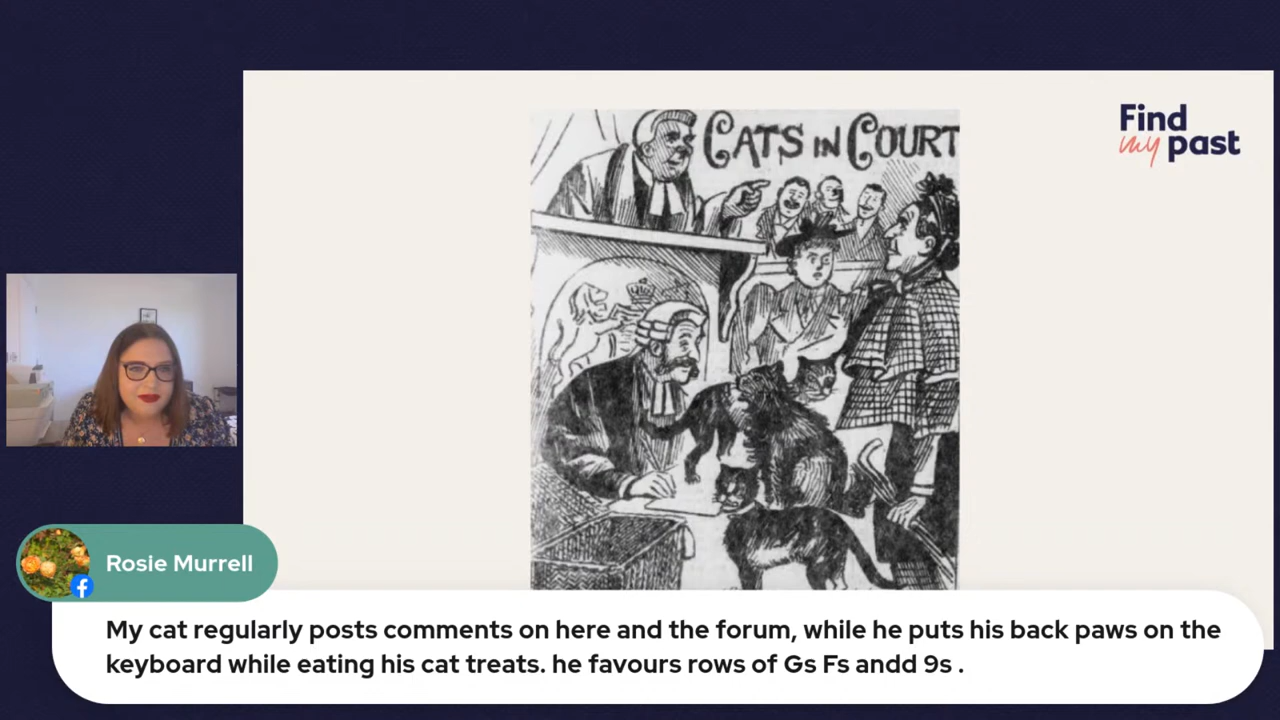 CATS IN COURT
Find
my past
Rosie Murrell
My cat regularly posts comments on here and the forum, while he puts his back paws on the
keyboard while eating his cat treats. he favours rows of Gs Fs andd 9s .